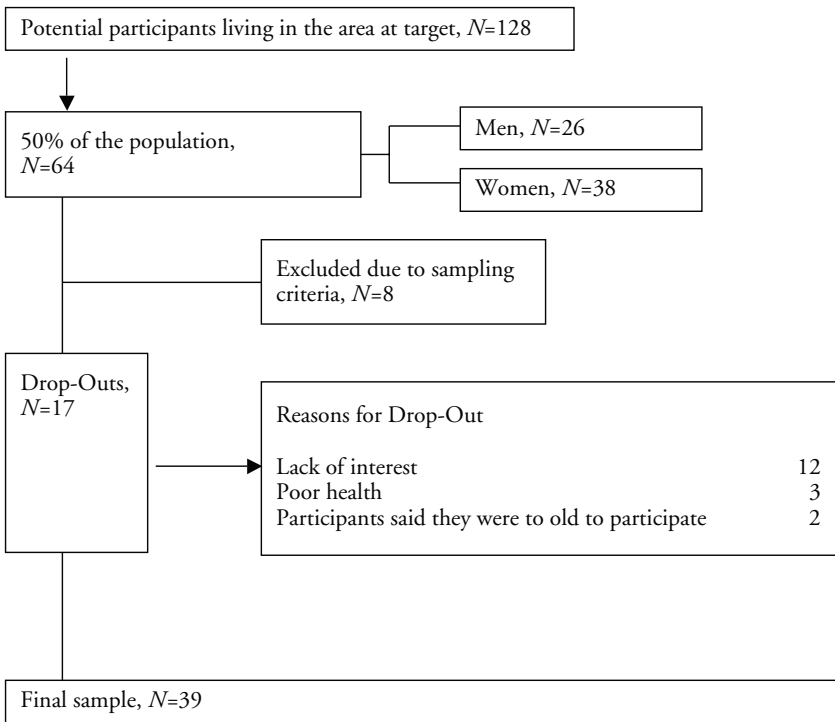 Potential participants living in the area at target, N=128
50% of the population,
N=64
Men, N=26
Women, N=38
Excluded due to sampling
criteria, N=8
Drop-Outs,
N=17
Reasons for Drop-Out
Lack of interest 12
Poor health 3
Participants said they were to old to participate 2
Final sample, N=39